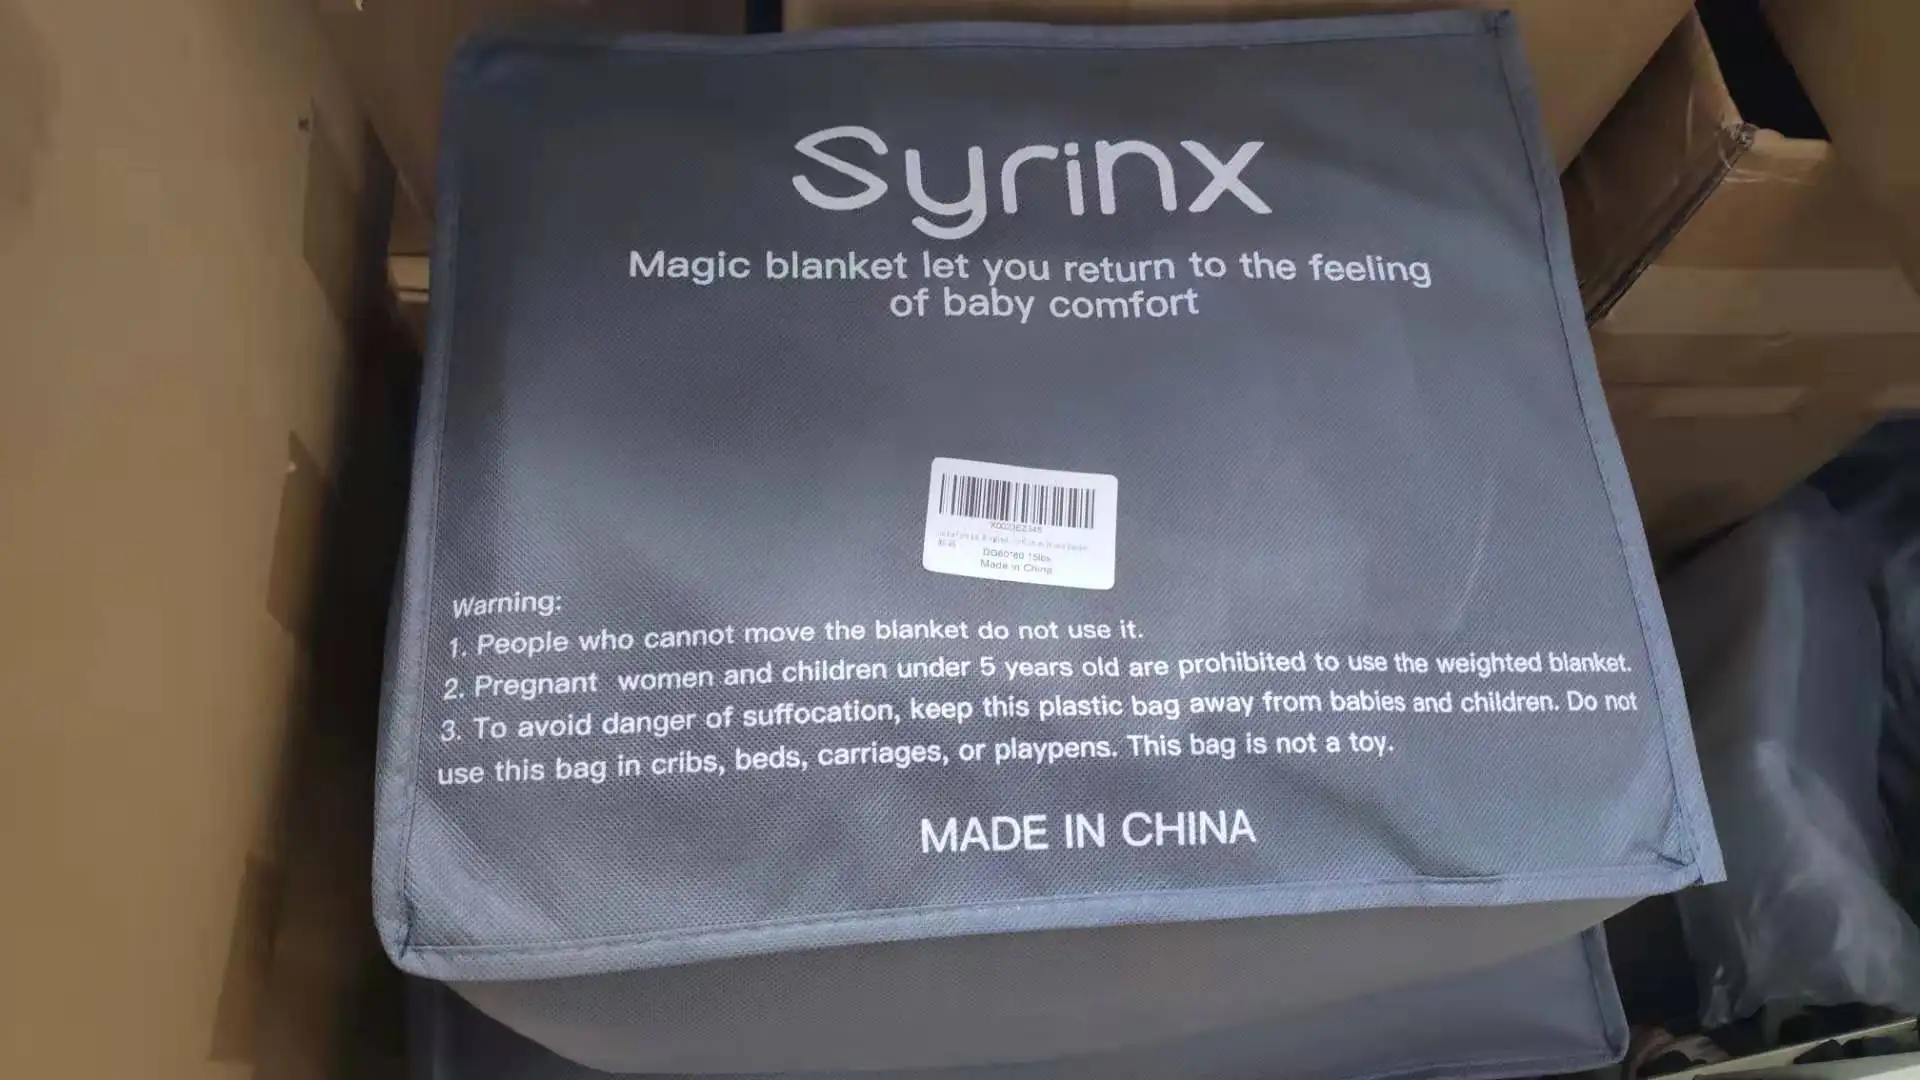 Syrinx
Magic blanket let you return to the feeling
of baby comfort
DG60*80 15lbs
Made in China
Warning:
1. People who cannot move the blanket do not use it.
2. Pregnant women and children under 5 years old are prohibited to use the weighted blanket.
3. To avoid danger of suffocation, keep this plastic bag away from babies and children. Do not
use this bag in cribs, beds, carriages, or playpens. This bag is not a toy.
MADE IN CHINA